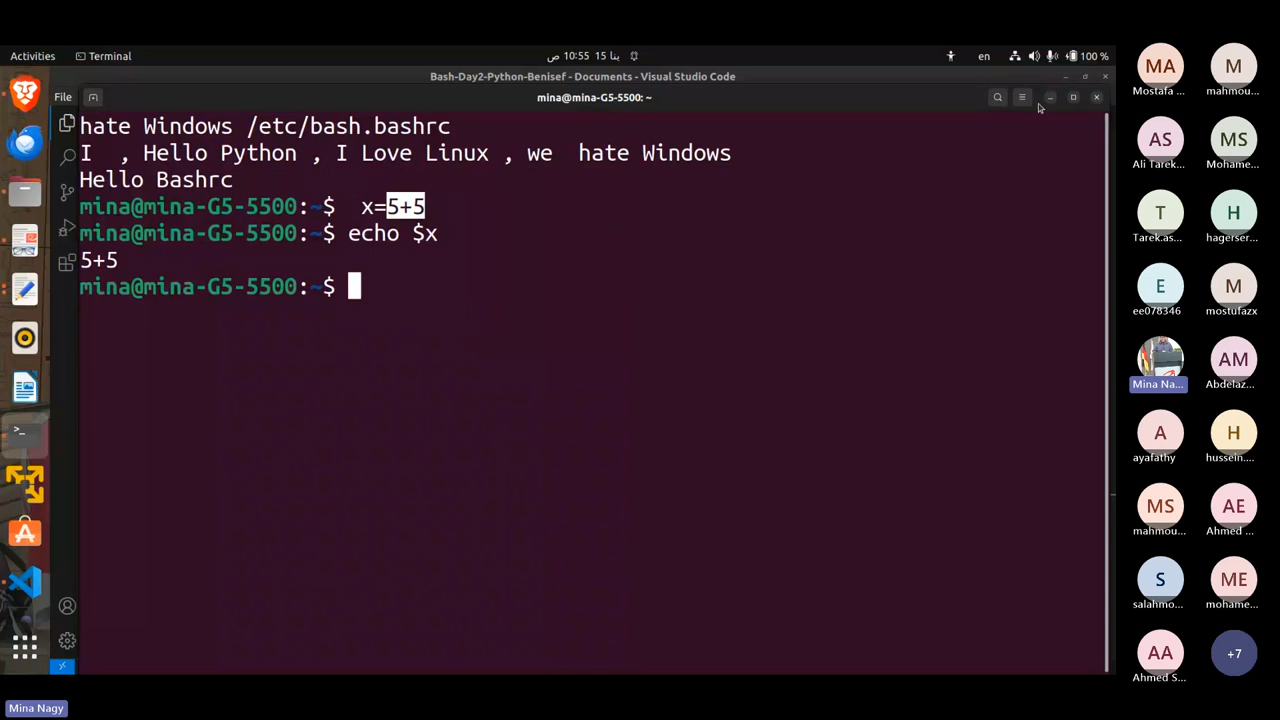 Activities
Terminal
10:55 ص
15 ينا
en
100 %
Bash-Day2-Python-Benisef - Documents - Visual Studio Code
File
mina@mina-G5-5500: ~
hate Windows /etc/bash.bashrc
I  , Hello Python , I Love Linux , we  hate Windows
Hello Bashrc
mina@mina-G5-5500:~$  x=5+5
mina@mina-G5-5500:~$ echo $x
5+5
mina@mina-G5-5500:~$
MA
Mostafa ...
M
mahmou...
AS
Ali Tarek...
MS
Mohame...
T
Tarek.as...
H
hagerser...
E
ee078346
M
mostufazx
Mina Na...
AM
Abdelaz...
A
ayafathy
H
hussein....
MS
mahmou...
AE
Ahmed ...
S
salahmo...
ME
mohame...
AA
Ahmed S...
+7
Mina Nagy